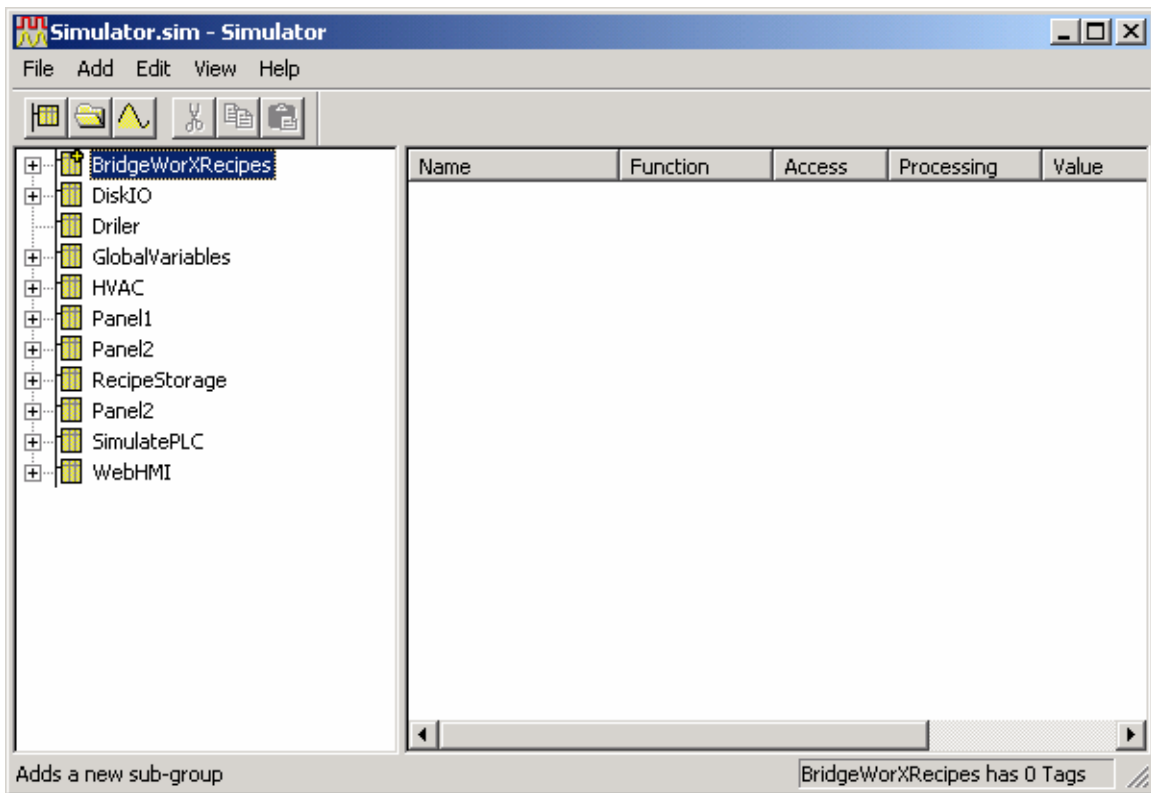 Simulator.sim - Simulator
File Add Edit View Help
Name Function Access Processing Value
BridgeWorXRecipes
DiskIO
Driler
GlobalVariables
HVAC
Panel1
Panel2
RecipeStorage
Panel2
SimulatePLC
WebHMI
Adds a new sub-group
BridgeWorXRecipes has 0 Tags